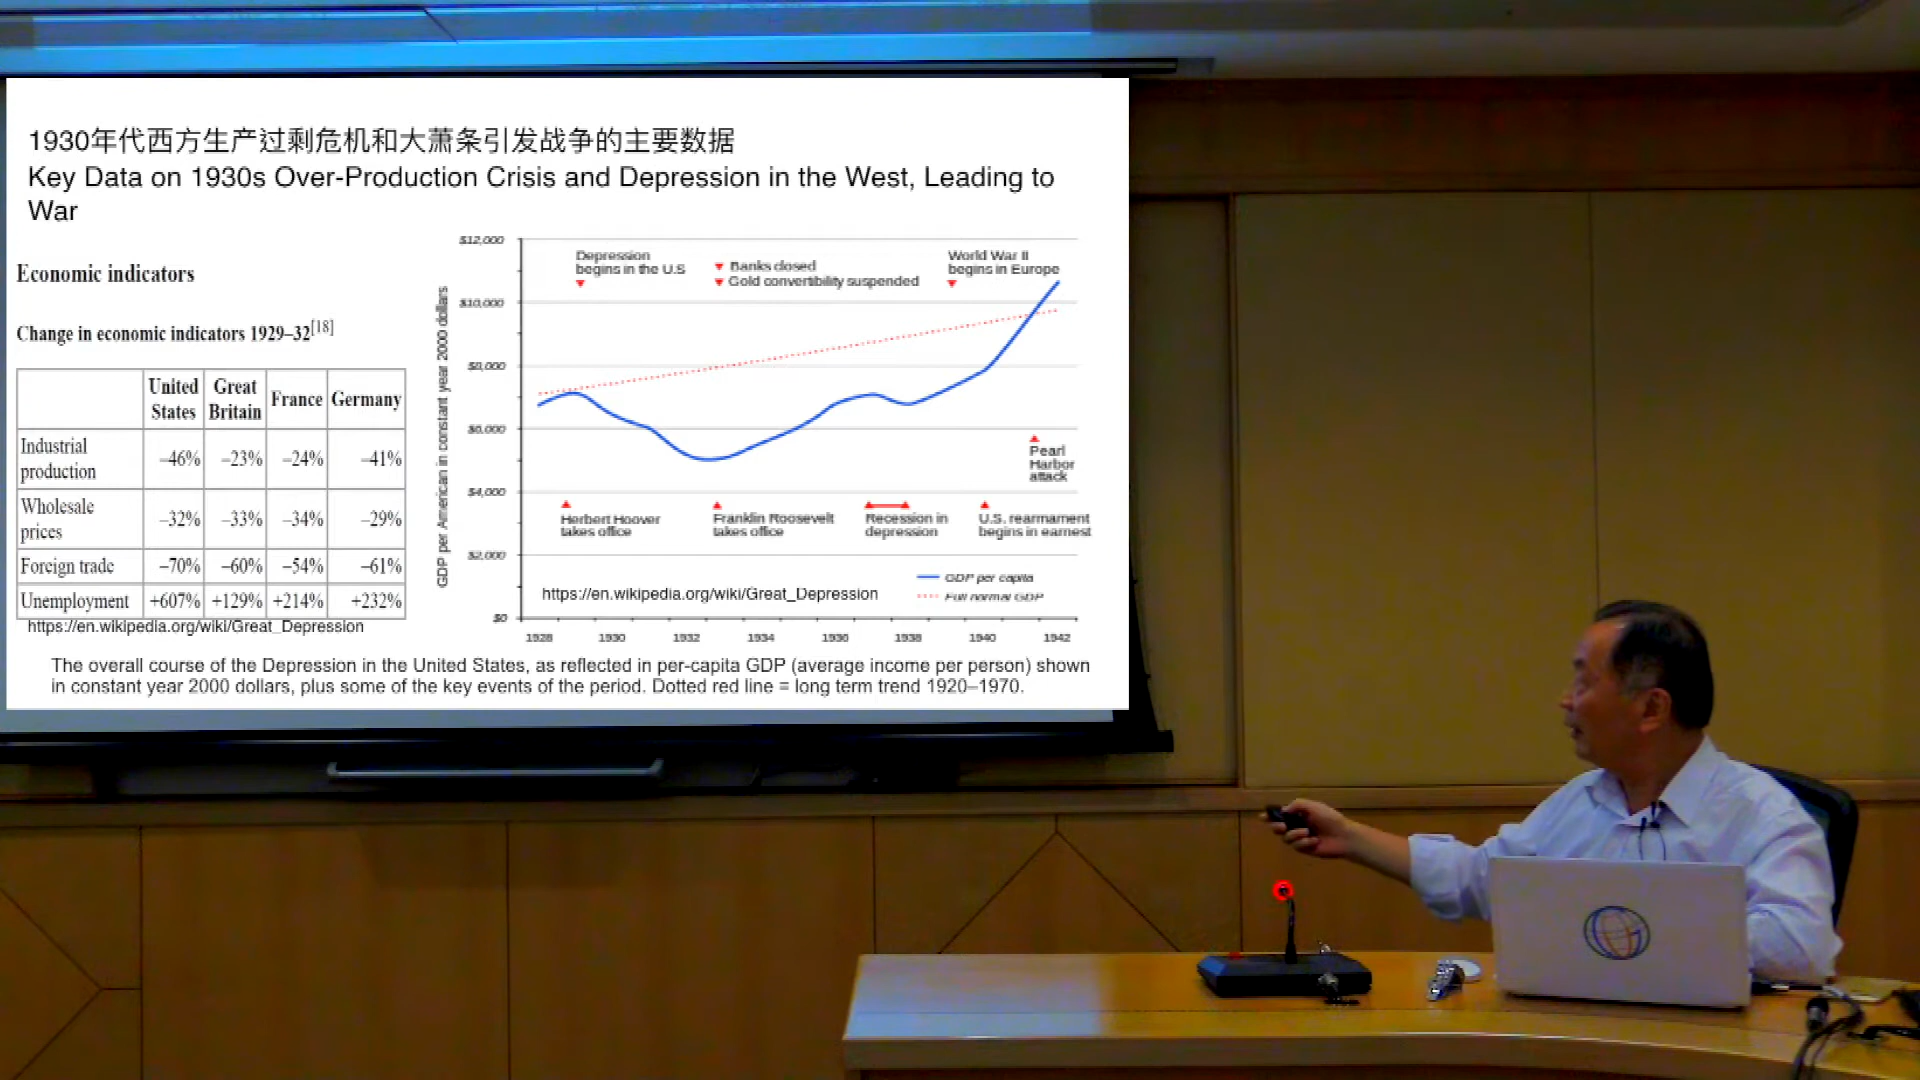 1930年代西方生产过剩危机和大萧条引发战争的主要数据
Key Data on 1930s Over-Production Crisis and Depression in the West, Leading to
War
Economic indicators
Change in economic indicators 1929–32[18]
United States Great Britain France Germany
Industrial production –46% –23% –24% –41%
Wholesale prices –32% –33% –34% –29%
Foreign trade –70% –60% –54% –61%
Unemployment +607% +129% +214% +232%
https://en.wikipedia.org/wiki/Great_Depression
GDP per American in constant year 2000 dollars
$12,000
$10,000
$8,000
$6,000
$4,000
$2,000
$0
Depression
begins in the U.S
Banks closed
Gold convertibility suspended
World War II
begins in Europe
Pearl
Harbor
attack
Herbert Hoover
takes office
Franklin Roosevelt
takes office
Recession in
depression
U.S. rearmament
begins in earnest
https://en.wikipedia.org/wiki/Great_Depression
GDP per capita
Full normal GDP
1928 1930 1932 1934 1936 1938 1940 1942
The overall course of the Depression in the United States, as reflected in per-capita GDP (average income per person) shown
in constant year 2000 dollars, plus some of the key events of the period. Dotted red line = long term trend 1920–1970.